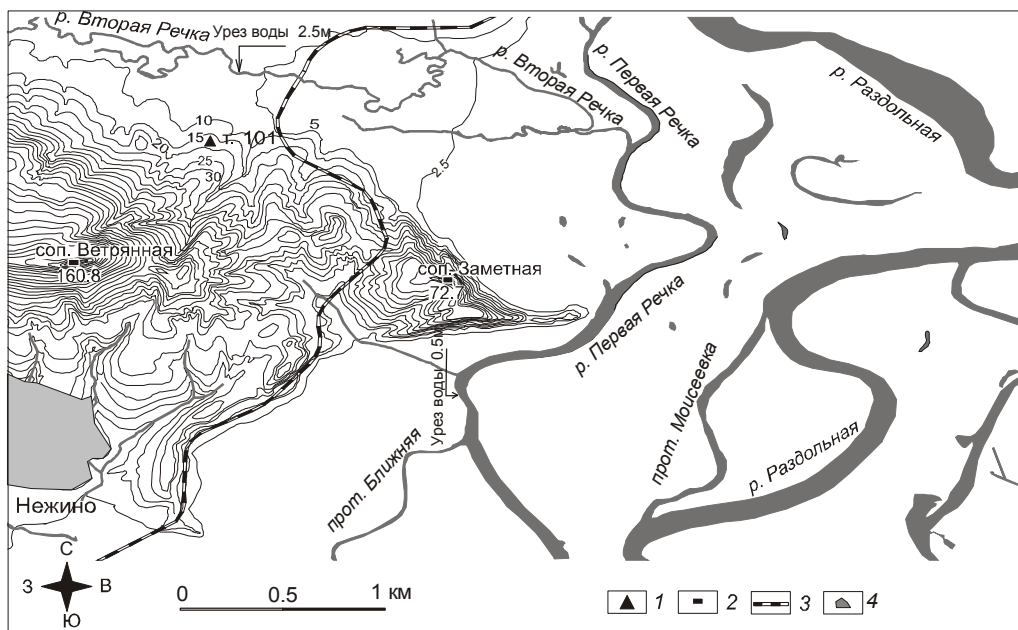 р. Вторая Речка
Урез воды 2.5м
р. Вторая Речка
р. Первая Речка
р. Раздольная
10
15
т. 101
5
20
25
30
2.5
соп. Ветрянная
160.8
соп. Заметная
72
р. Первая Речка
Урез воды 0.5м
прот. Моисеевка
р. Раздольная
прот. Ближняя
Нежино
С
З В
Ю
0 0.5 1 км
1 2 3 4